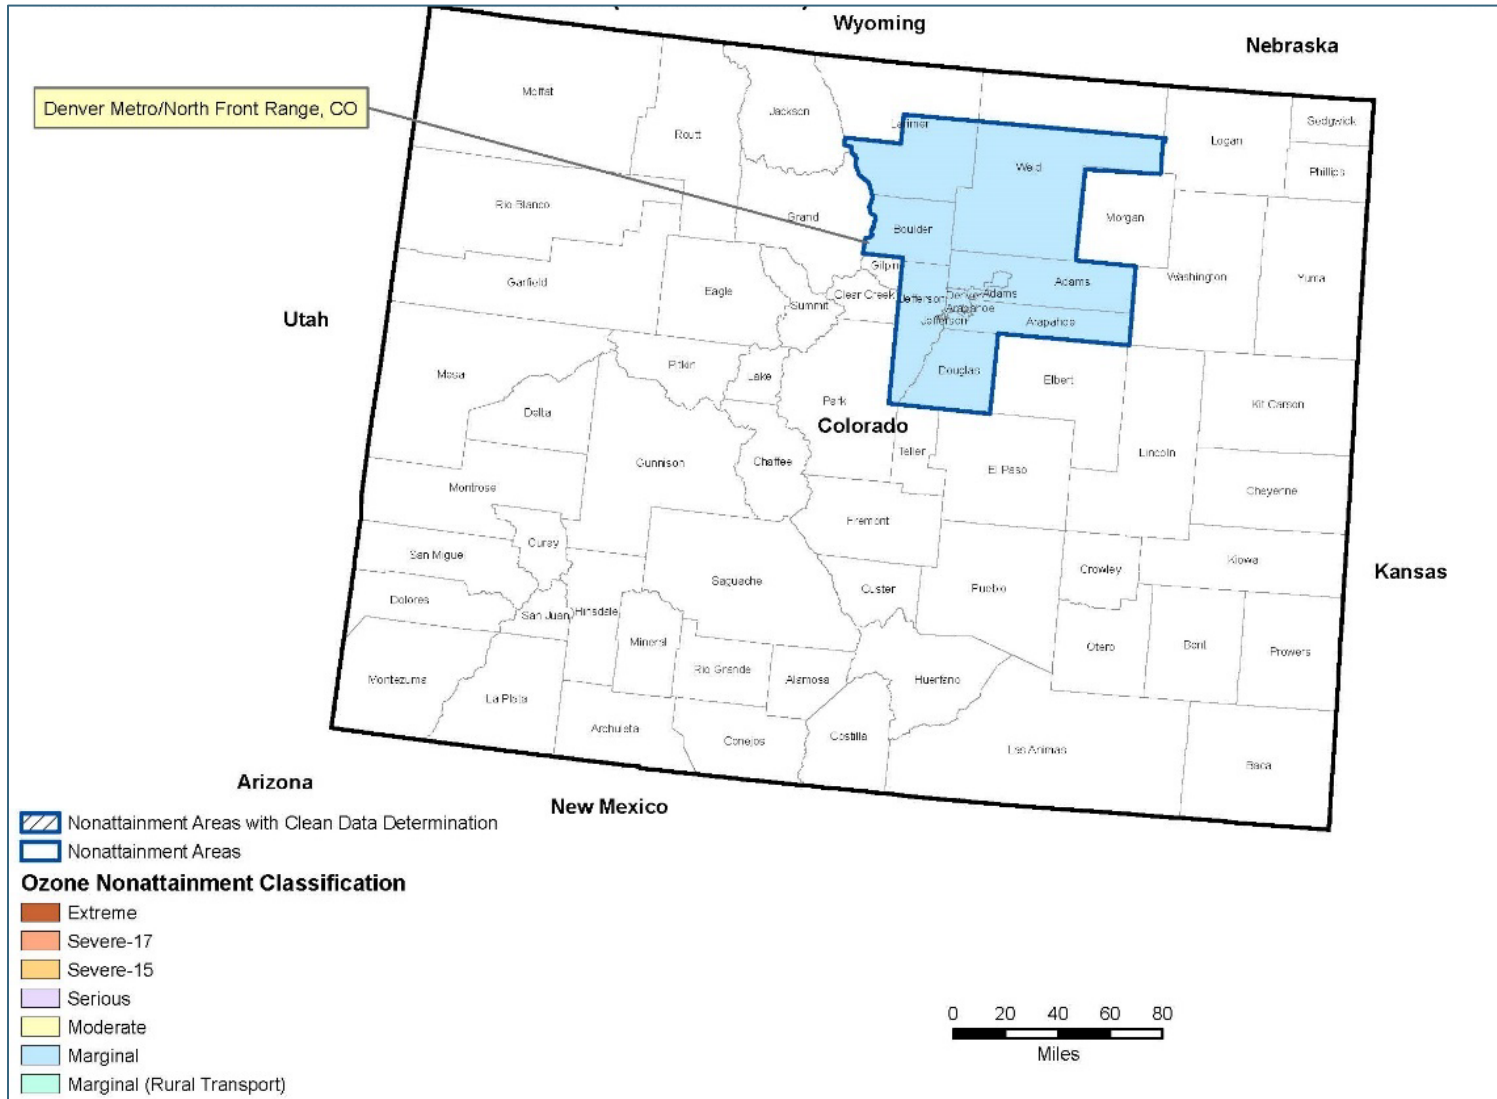 Wyoming
Nebraska
Moffat
Denver Metro/North Front Range, CO
Jackson
Routt
Larimer
Weld
Logan
Sedgwick
Phillips
Rio Blanco
Grand
Boulder
Morgan
Gilpin
Washington
Yuma
Garfield
Eagle
Summit
Clear Creek
Jefferson
Denver
Adams
Adams
Arapahoe
Jefferson
Arapahoe
Utah
Mesa
Pitkin
Lake
Park
Douglas
Elbert
Kit Carson
Delta
Colorado
Gunnison
Chaffee
Teller
El Paso
Lincoln
Cheyenne
Montrose
Fremont
San Miguel
Ouray
Saguache
Custer
Pueblo
Crowley
Kiowa
Kansas
Dolores
San Juan
Hinsdale
Mineral
Rio Grande
Alamosa
Huerfano
Otero
Bent
Prowers
Montezuma
La Plata
Archuleta
Conejos
Costilla
Las Animas
Baca
Arizona
New Mexico
Nonattainment Areas with Clean Data Determination
Nonattainment Areas
Ozone Nonattainment Classification
Extreme
Severe-17
Severe-15
Serious
Moderate
Marginal
Marginal (Rural Transport)
0 20 40 60 80
Miles